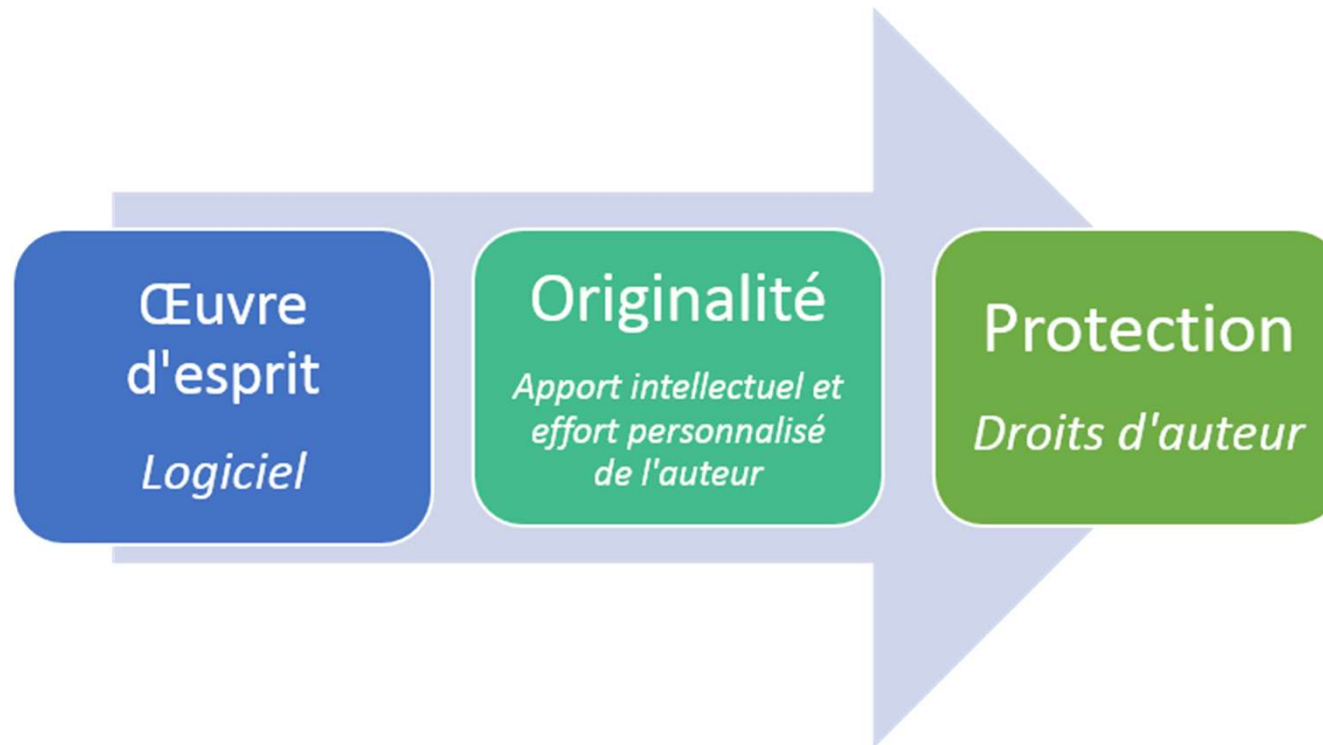 Œuvre
d'esprit
Logiciel
Originalité
Apport intellectuel et
effort personnalisé
de l'auteur
Protection
Droits d'auteur